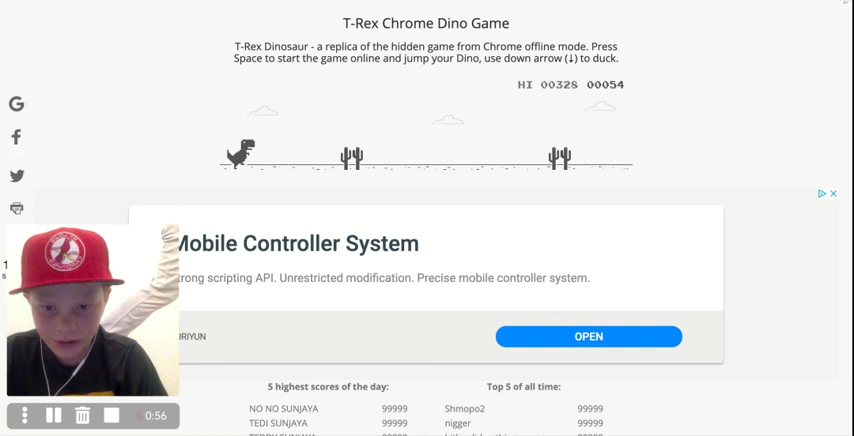 T-Rex Chrome Dino Game
T-Rex Dinosaur - a replica of the hidden game from Chrome offline mode. Press
Space to start the game online and jump your Dino, use down arrow (↓) to duck.
HI 00328 00054
Mobile Controller System
trong scripting API. Unrestricted modification. Precise mobile controller system.
URIYUN
OPEN
1
s
0:56
5 highest scores of the day: Top 5 of all time:
NO NO SUNJAYA 99999 Shmopo2 99999
TEDI SUNJAYA 99999 nigger 99999